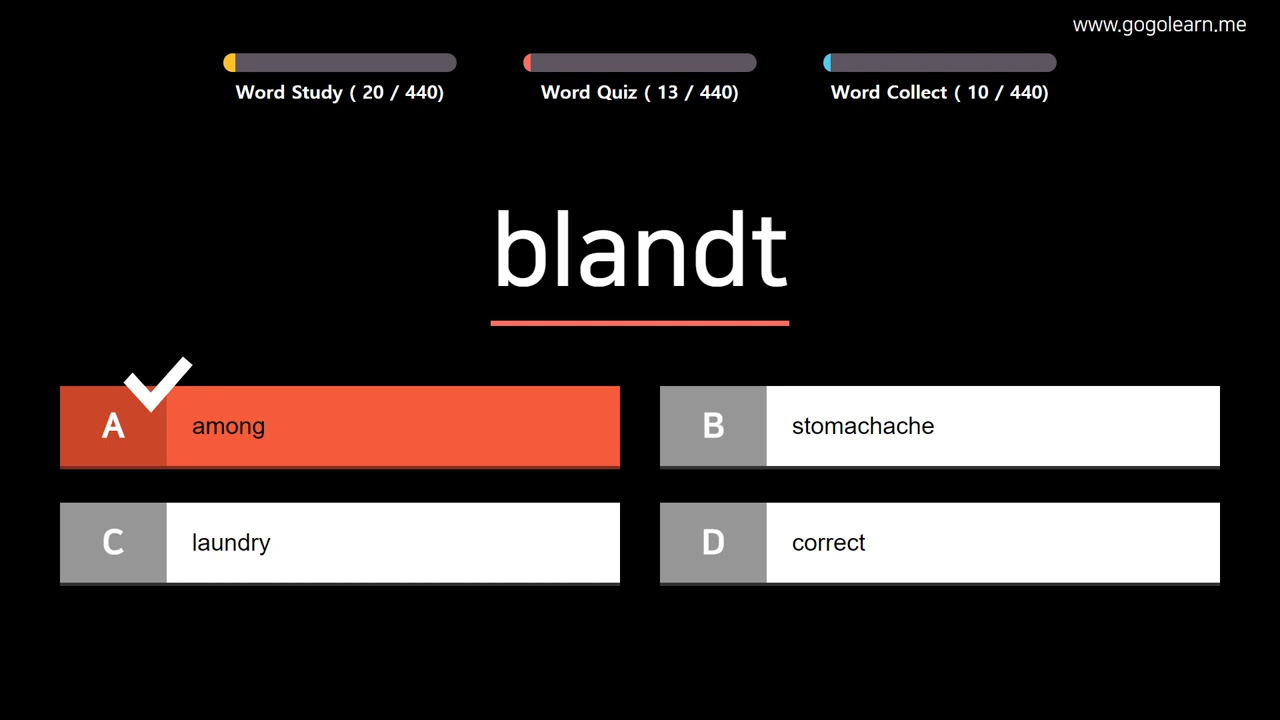 www.gogolearn.me
Word Study ( 20 / 440)
Word Quiz ( 13 / 440)
Word Collect ( 10 / 440)
blandt
A among
B stomachache
C laundry
D correct